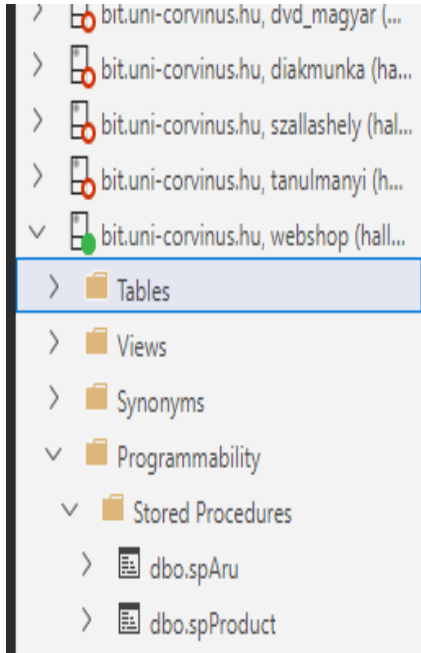 bit.uni-corvinus.hu, dvd_magyar (...
bit.uni-corvinus.hu, diakmunka (ha...
bit.uni-corvinus.hu, szallashely (hal...
bit.uni-corvinus.hu, tanulmanyi (h...
bit.uni-corvinus.hu, webshop (hall...
Tables
Views
Synonyms
Programmability
Stored Procedures
dbo.spAru
dbo.spProduct